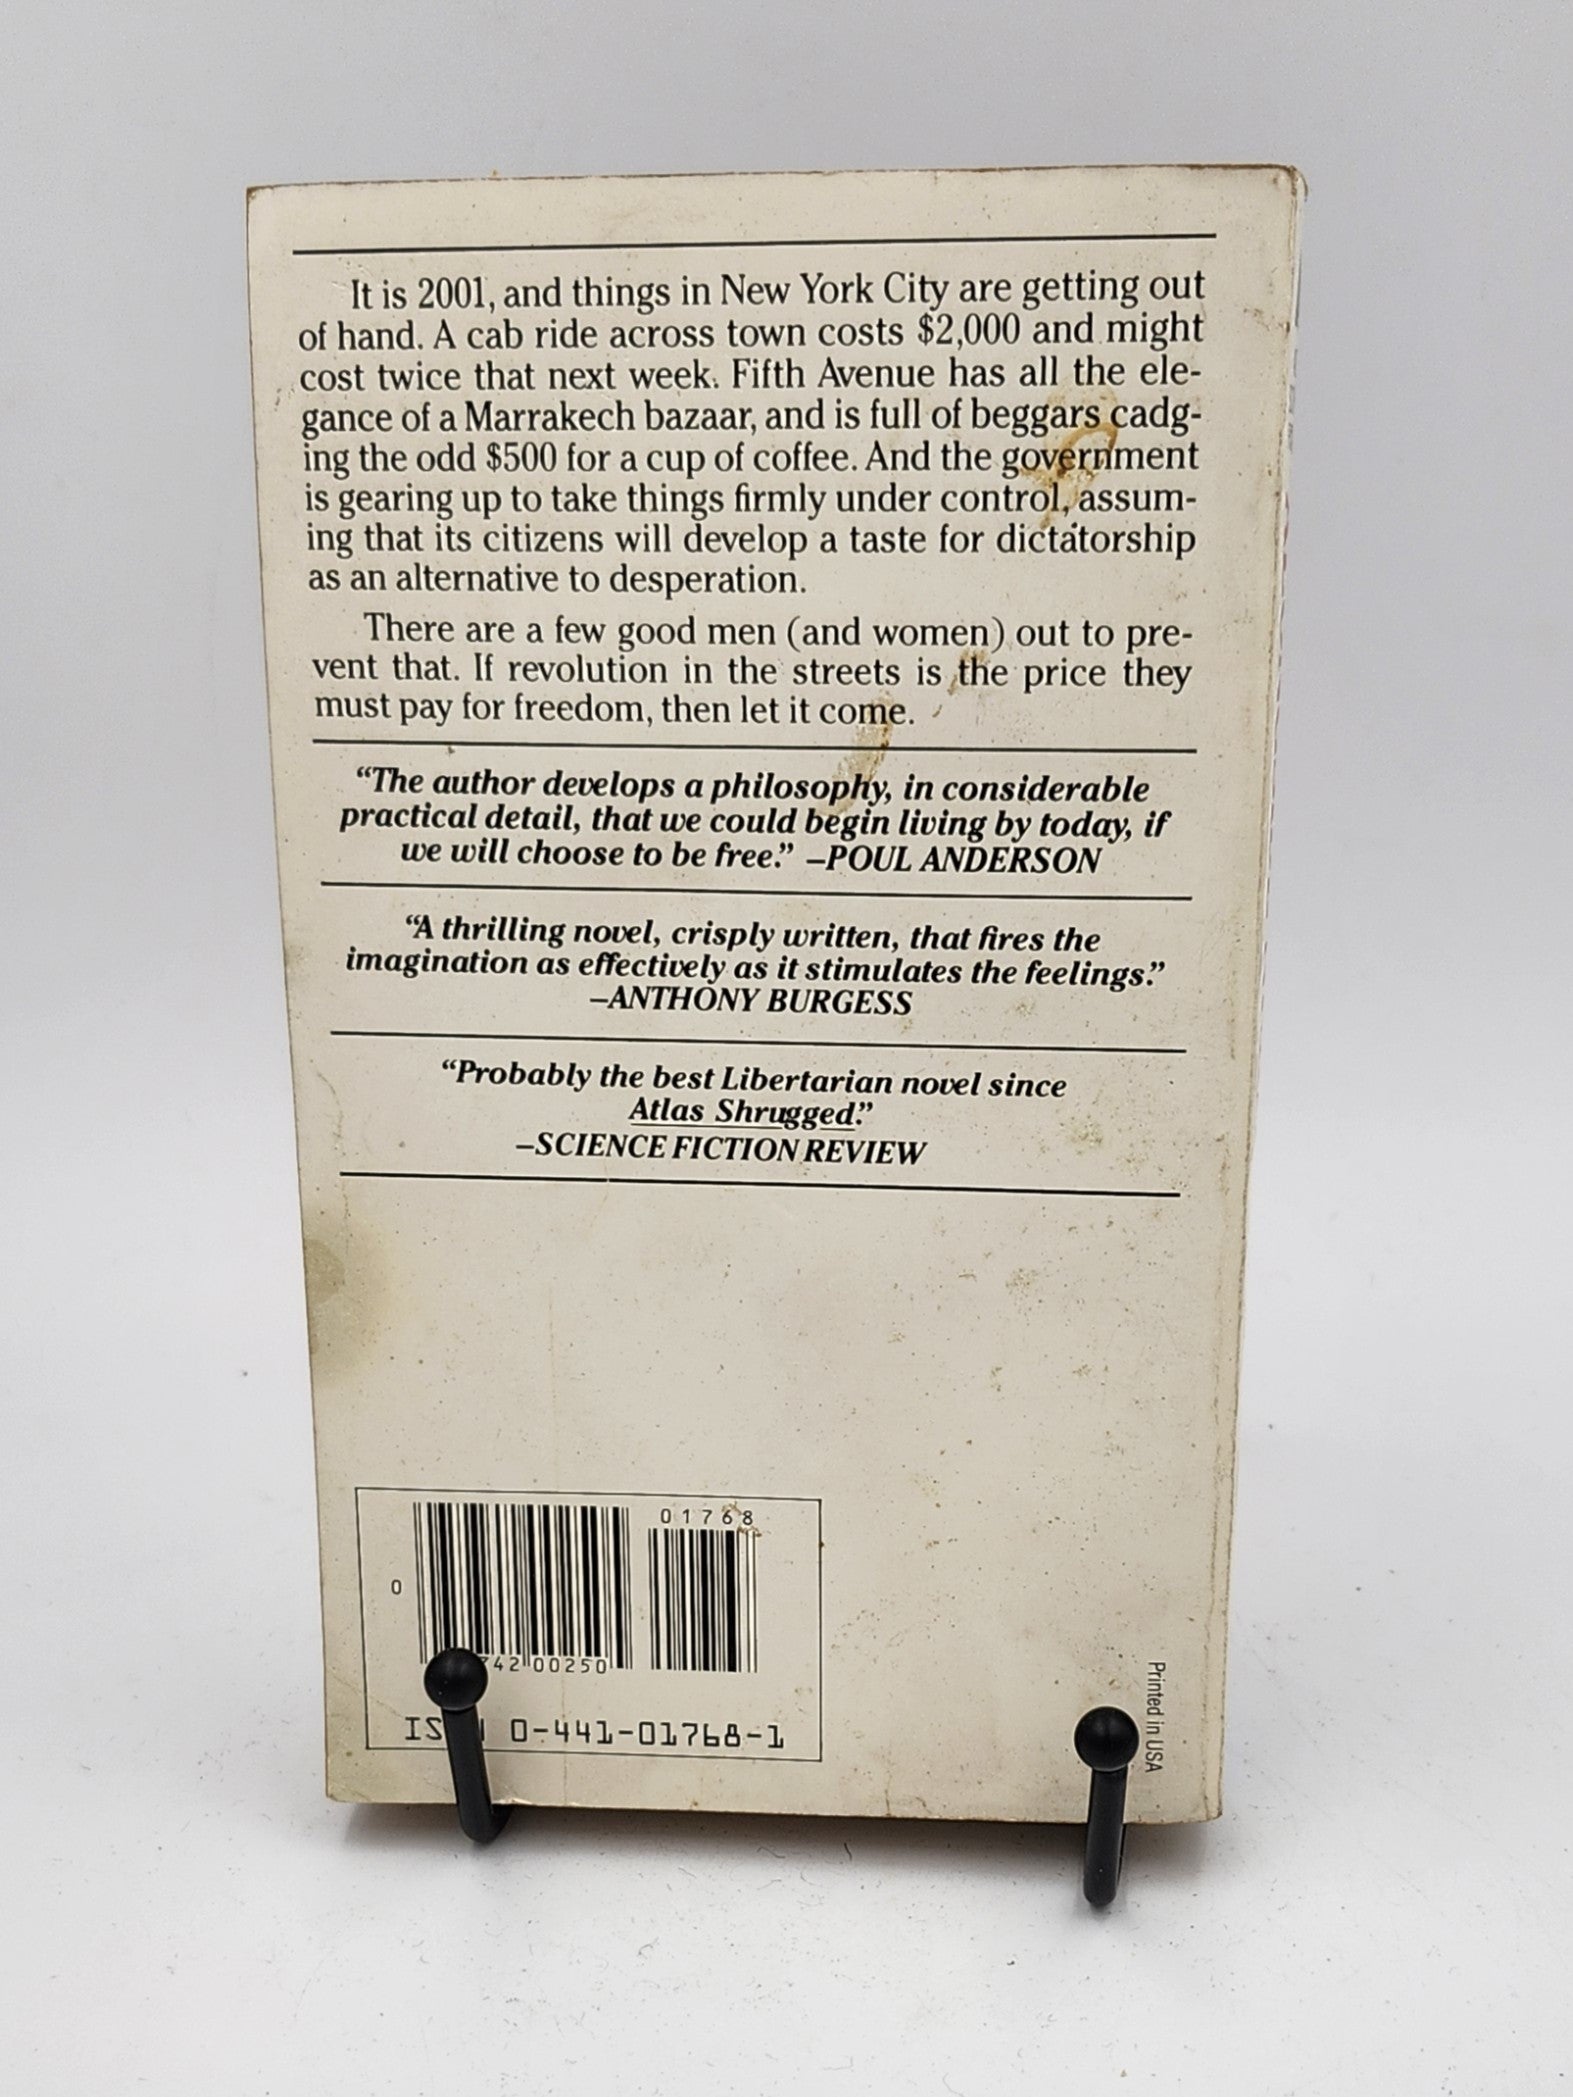 It is 2001, and things in New York City are getting out
of hand. A cab ride across town costs $2,000 and might
cost twice that next week. Fifth Avenue has all the ele-
gance of a Marrakech bazaar, and is full of beggars cadg-
ing the odd $500 for a cup of coffee. And the government
is gearing up to take things firmly under control, assum-
ing that its citizens will develop a taste for dictatorship
as an alternative to desperation.
There are a few good men (and women) out to pre-
vent that. If revolution in the streets is the price they
must pay for freedom, then let it come.
“The author develops a philosophy, in considerable
practical detail, that we could begin living by today, if
we will choose to be free.” –POUL ANDERSON
“A thrilling novel, crisply written, that fires the
imagination as effectively as it stimulates the feelings.”
–ANTHONY BURGESS
“Probably the best Libertarian novel since
Atlas Shrugged.”
–SCIENCE FICTION REVIEW
01768
0
42 00250
0-441-01768-1
Printed in USA